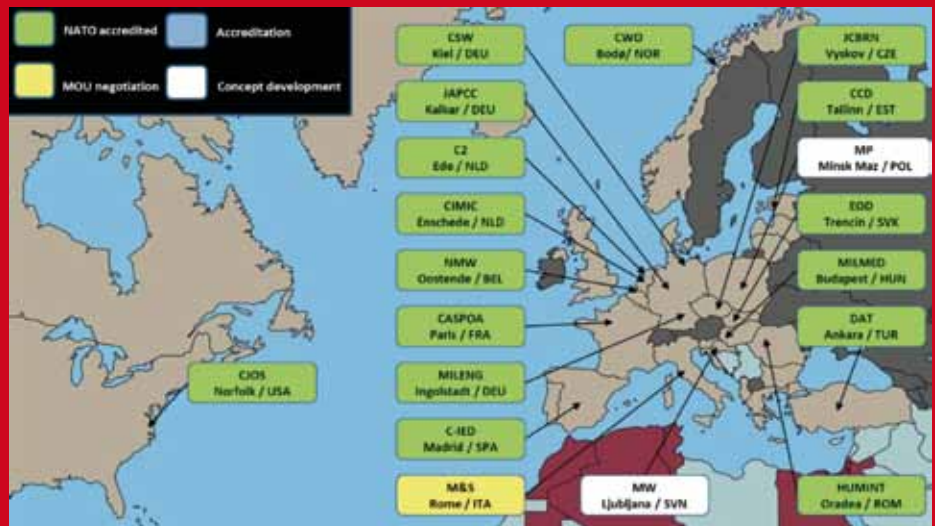 NATO accredited
Accreditation
MOU negotiation
Concept development
CSW
Kiel / DEU
CWO
Bodø/ NOR
JCBRN
Vyskov / CZE
JAPCC
Kalkar / DEU
CCD
Tallinn / EST
C2
Ede / NLD
MP
Minsk Maz / POL
CIMIC
Enschede / NLD
EOD
Trencin / SVK
NMW
Oostende / BEL
MILMED
Budapest / HUN
CASPOA
Paris / FRA
DAT
Ankara / TUR
CJOS
Norfolk / USA
MILENG
Ingolstadt / DEU
C-IED
Madrid / SPA
M&S
Rome / ITA
MW
Ljubljana / SVN
HUMINT
Oradea / ROM